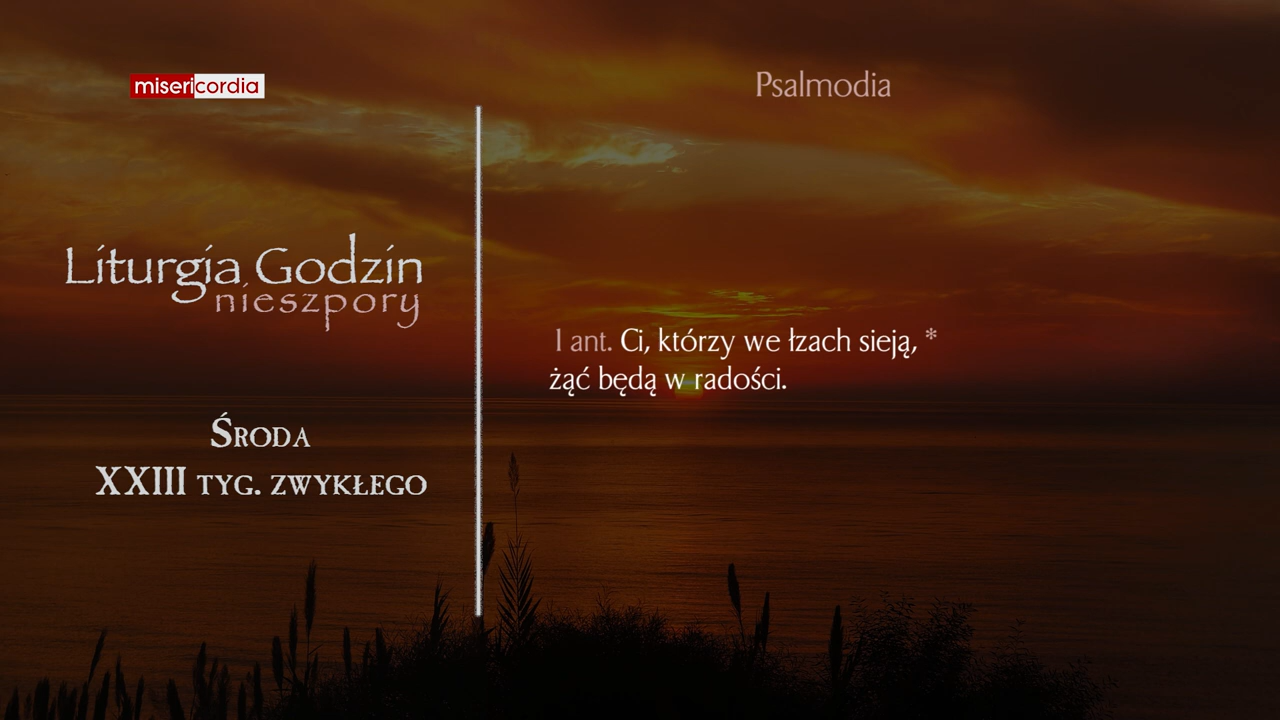 misericordia
Psalmodia
Liturgia Godzin
nieszpory
Środa
XXIII tyg. zwykłego
I ant. Ci, którzy we łzach sieją, *
żąć będą w radości.